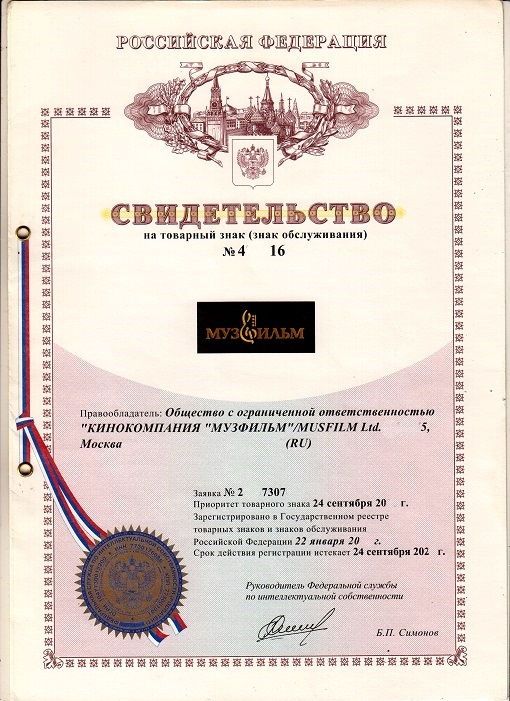 РОССИЙСКАЯ ФЕДЕРАЦИЯ
СВИДЕТЕЛЬСТВО
на товарный знак (знак обслуживания)
№ 4 16
МУЗФИЛЬМ
Правообладатель: Общество с ограниченной ответственностью
"КИНОКОМПАНИЯ "МУЗФИЛЬМ"/MUSFILM Ltd. 5,
Москва (RU)
Заявка № 2 7307
Приоритет товарного знака 24 сентября 20 г.
Зарегистрировано в Государственном реестре
товарных знаков и знаков обслуживания
Российской Федерации 22 января 20 г.
Срок действия регистрации истекает 24 сентября 202 г.
Руководитель Федеральной службы
по интеллектуальной собственности
Б.П. Симонов